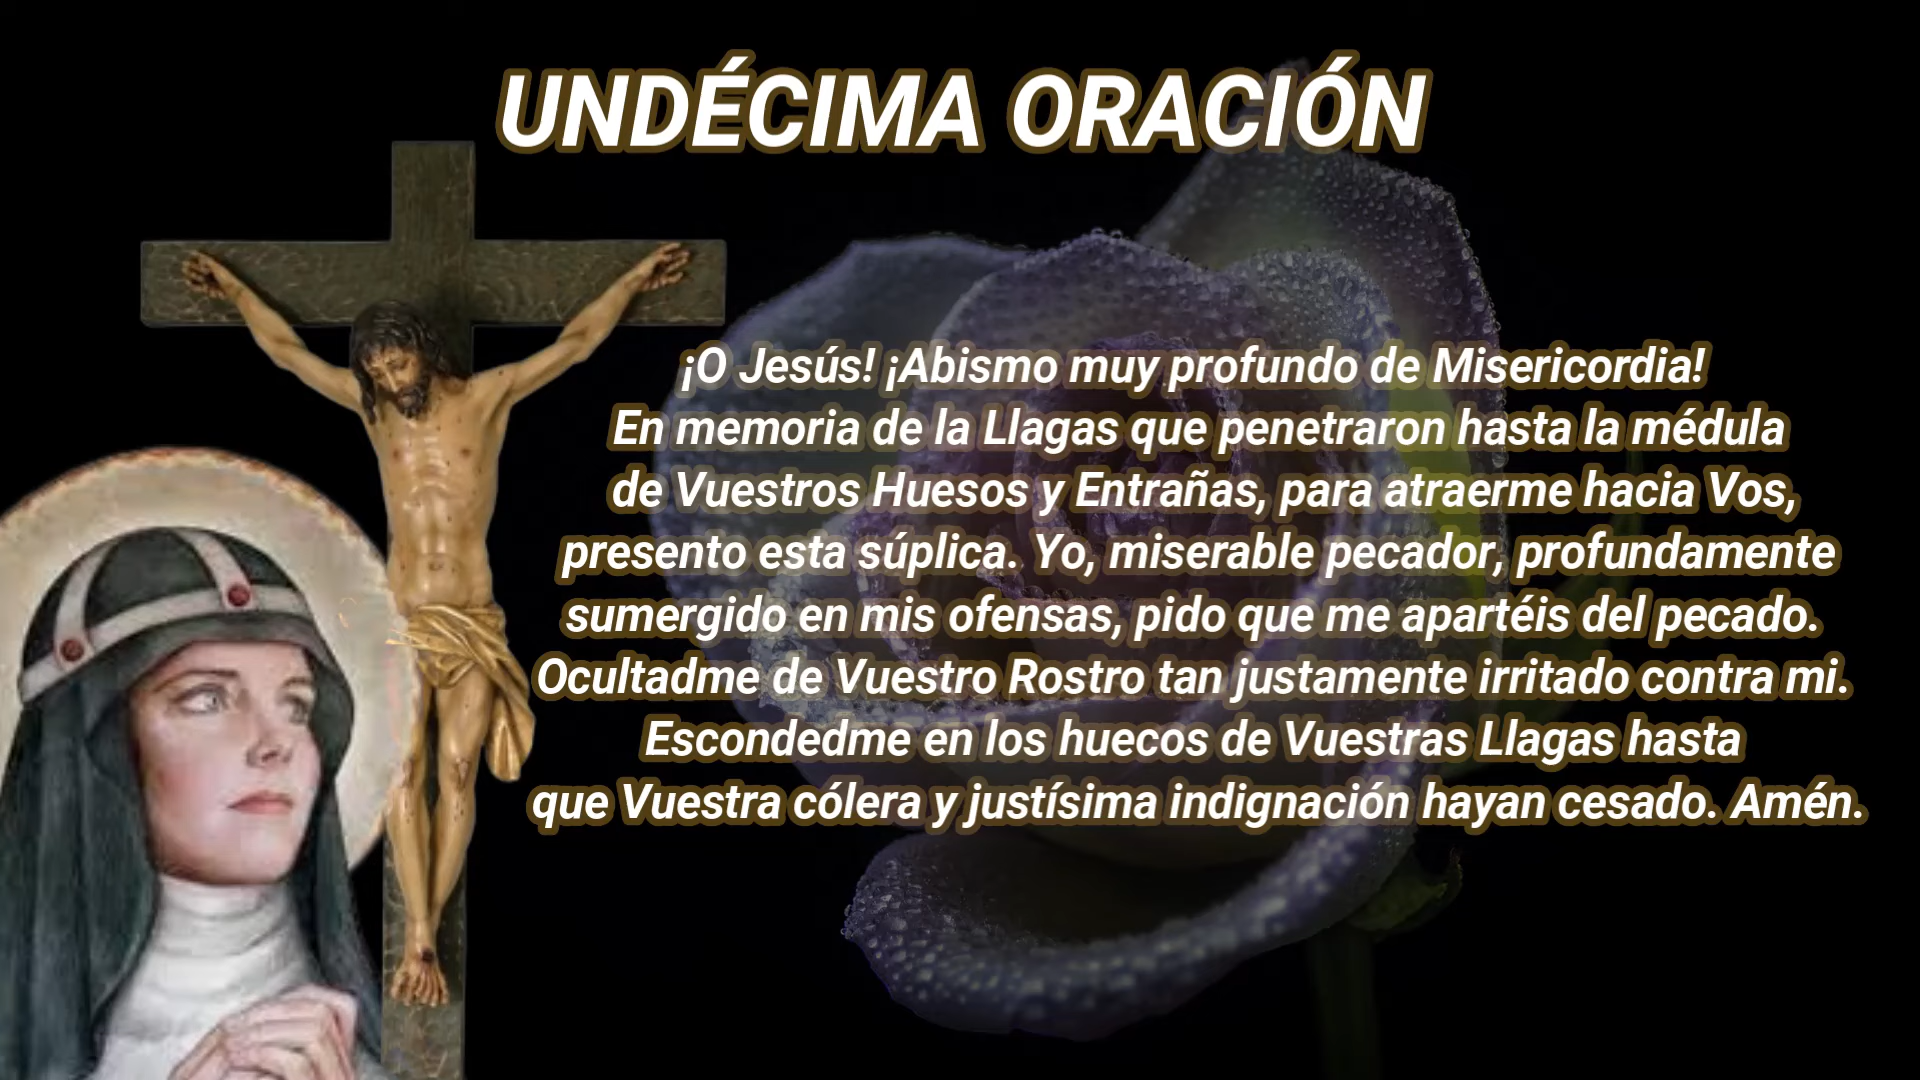 UNDÉCIMA ORACIÓN
¡O Jesús! ¡Abismo muy profundo de Misericordia!
En memoria de la Llagas que penetraron hasta la médula
de Vuestros Huesos y Entrañas, para atraerme hacia Vos,
presento esta súplica. Yo, miserable pecador, profundamente
sumergido en mis ofensas, pido que me apartéis del pecado.
Ocultadme de Vuestro Rostro tan justamente irritado contra mi.
Escondedme en los huecos de Vuestras Llagas hasta
que Vuestra cólera y justísima indignación hayan cesado. Amén.